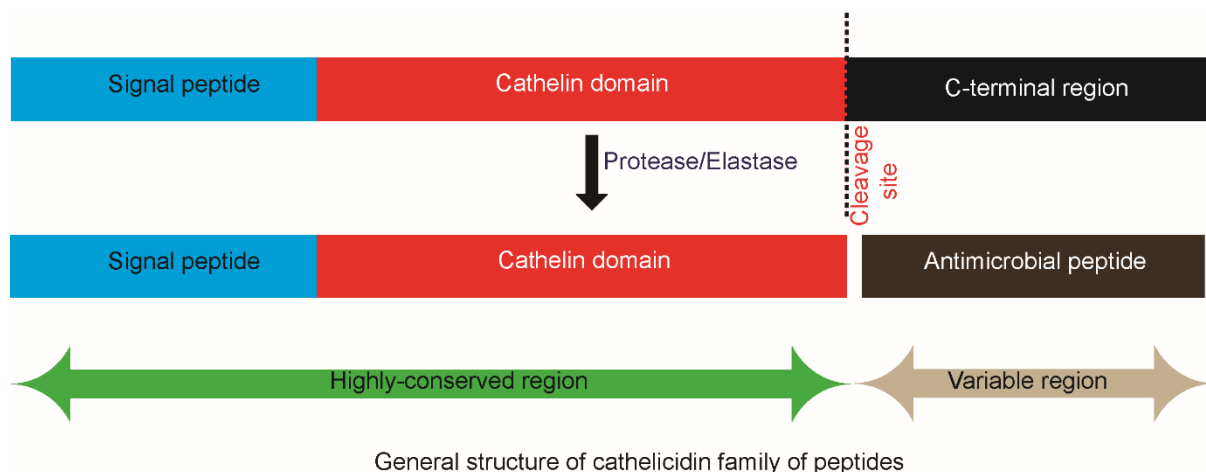 Signal peptide
Cathelin domain
C-terminal region
Protease/Elastase
Cleavage
site
Signal peptide
Cathelin domain
Antimicrobial peptide
Highly-conserved region
Variable region
General structure of cathelicidin family of peptides